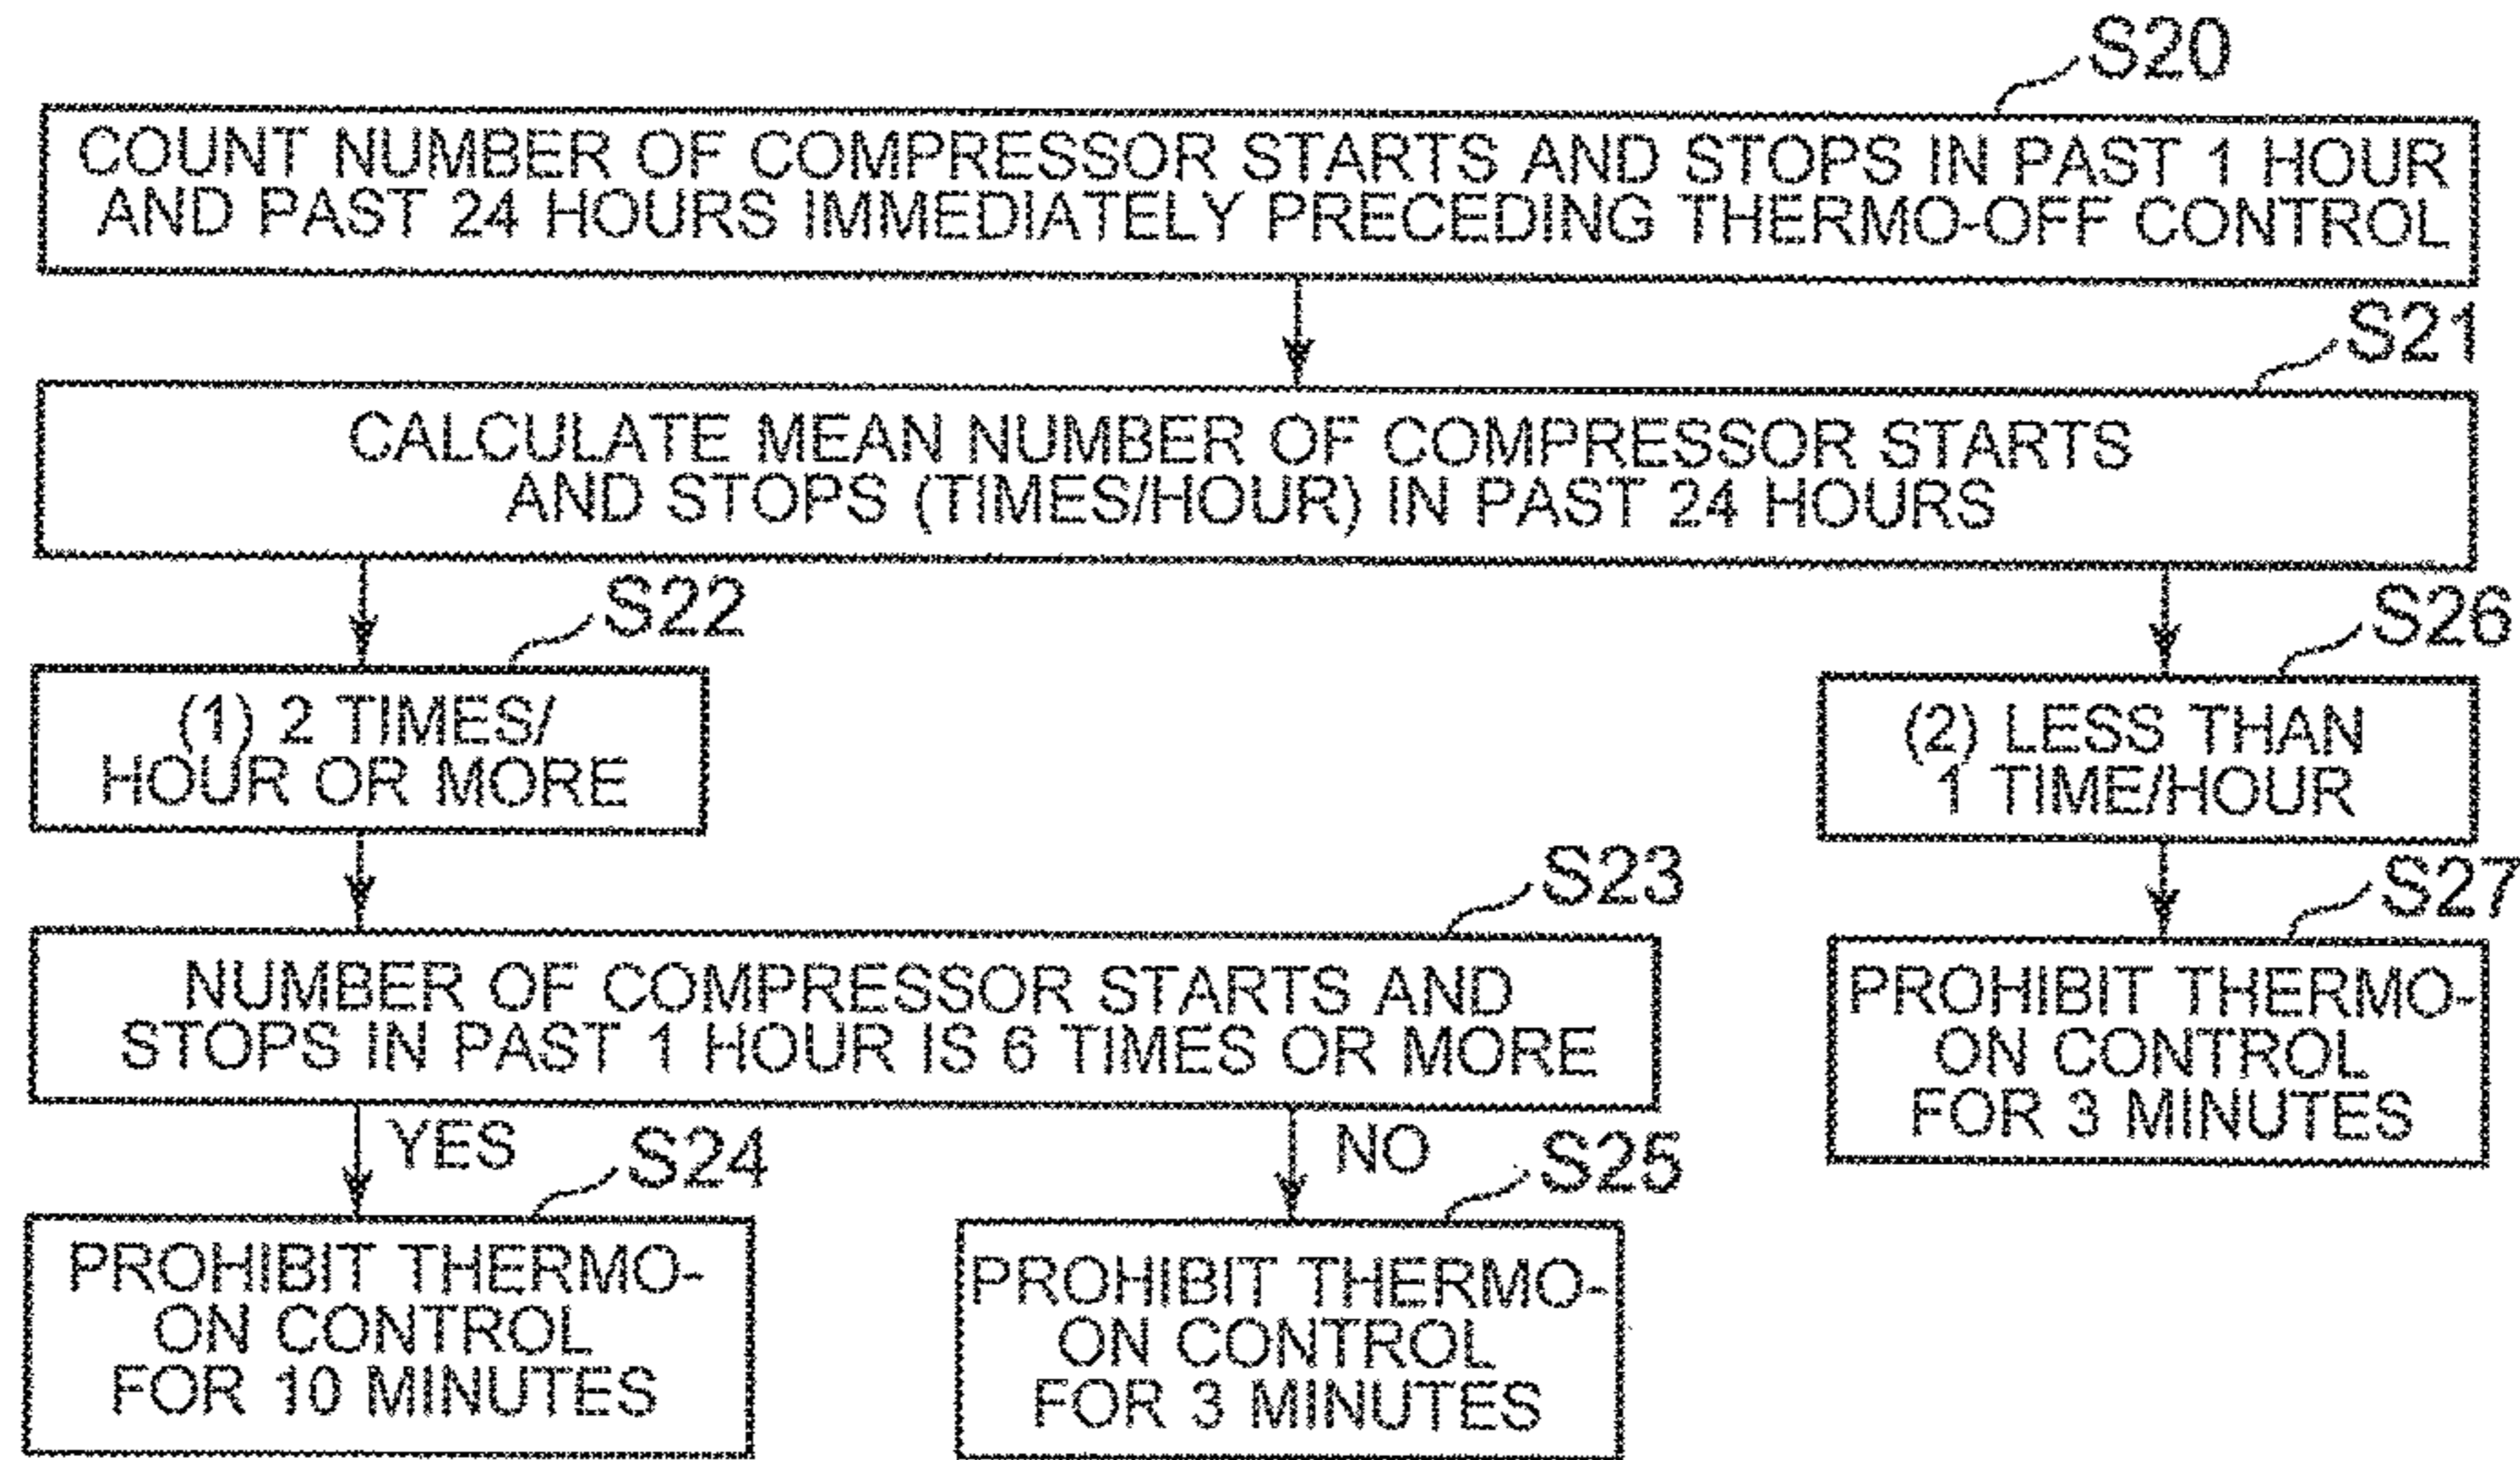 S20
COUNT NUMBER OF COMPRESSOR STARTS AND STOPS IN PAST 1 HOUR
AND PAST 24 HOURS IMMEDIATELY PRECEDING THERMO-OFF CONTROL
S21
CALCULATE MEAN NUMBER OF COMPRESSOR STARTS
AND STOPS (TIMES/HOUR) IN PAST 24 HOURS
S22
(1) 2 TIMES/
HOUR OR MORE
S26
(2) LESS THAN
1 TIME/HOUR
S23
NUMBER OF COMPRESSOR STARTS AND
STOPS IN PAST 1 HOUR IS 6 TIMES OR MORE
S27
PROHIBIT THERMO-
ON CONTROL
FOR 3 MINUTES
YES
S24
PROHIBIT THERMO-
ON CONTROL
FOR 10 MINUTES
NO
S25
PROHIBIT THERMO-
ON CONTROL
FOR 3 MINUTES